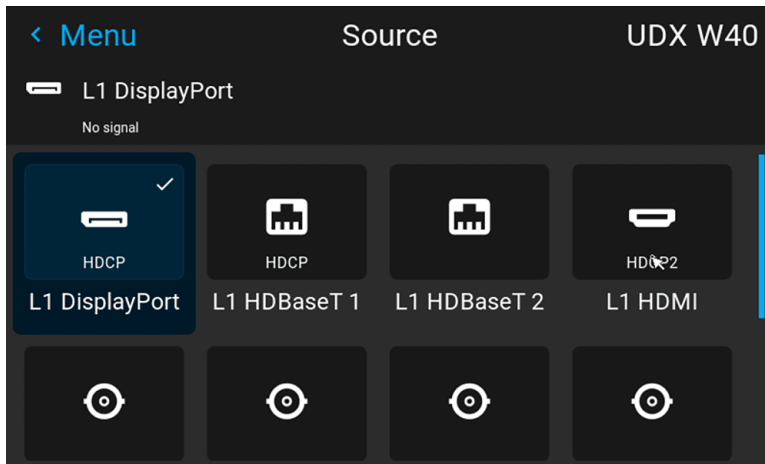 Menu Source UDX W40
L1 DisplayPort
No signal
HDCP HDCP HDCP2
L1 DisplayPort L1 HDBaseT 1 L1 HDBaseT 2 L1 HDMI